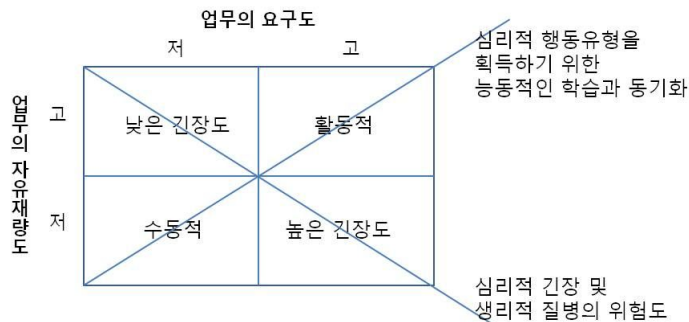 업무의 요구도
저 고
심리적 행동유형을
획득하기 위한
능동적인 학습과 동기화
업무의 자유재량도
고
낮은 긴장도 활동적
저
수동적 높은 긴장도
심리적 긴장 및
생리적 질병의 위험도